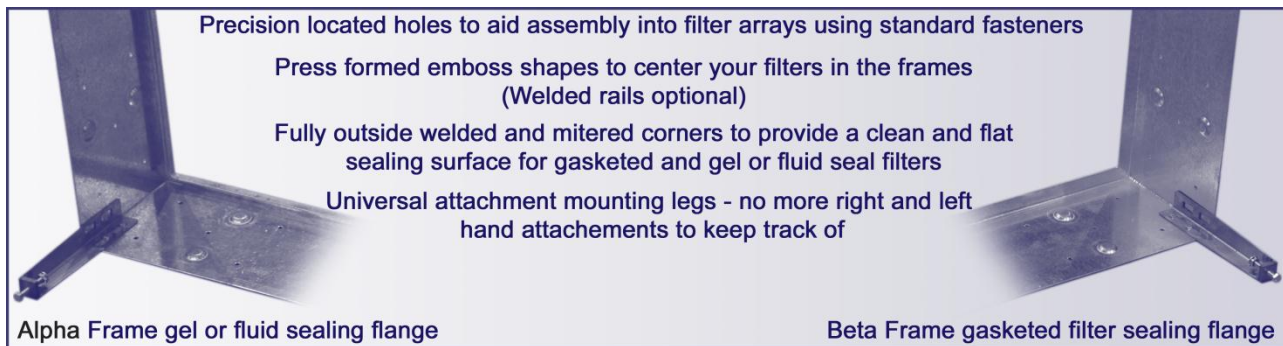 Precision located holes to aid assembly into filter arrays using standard fasteners
Press formed emboss shapes to center your filters in the frames
(Welded rails optional)
Fully outside welded and mitered corners to provide a clean and flat
sealing surface for gasketed and gel or fluid seal filters
Universal attachment mounting legs - no more right and left
hand attachements to keep track of
Alpha Frame gel or fluid sealing flange
Beta Frame gasketed filter sealing flange